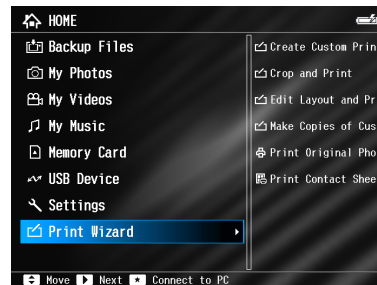 HOME
Backup Files
My Photos
My Videos
My Music
Memory Card
USB Device
Settings
Print Wizard
Create Custom Prin
Crop and Print
Edit Layout and Pr
Make Copies of Cus
Print Original Pho
Print Contact Shee
Move Next Connect to PC